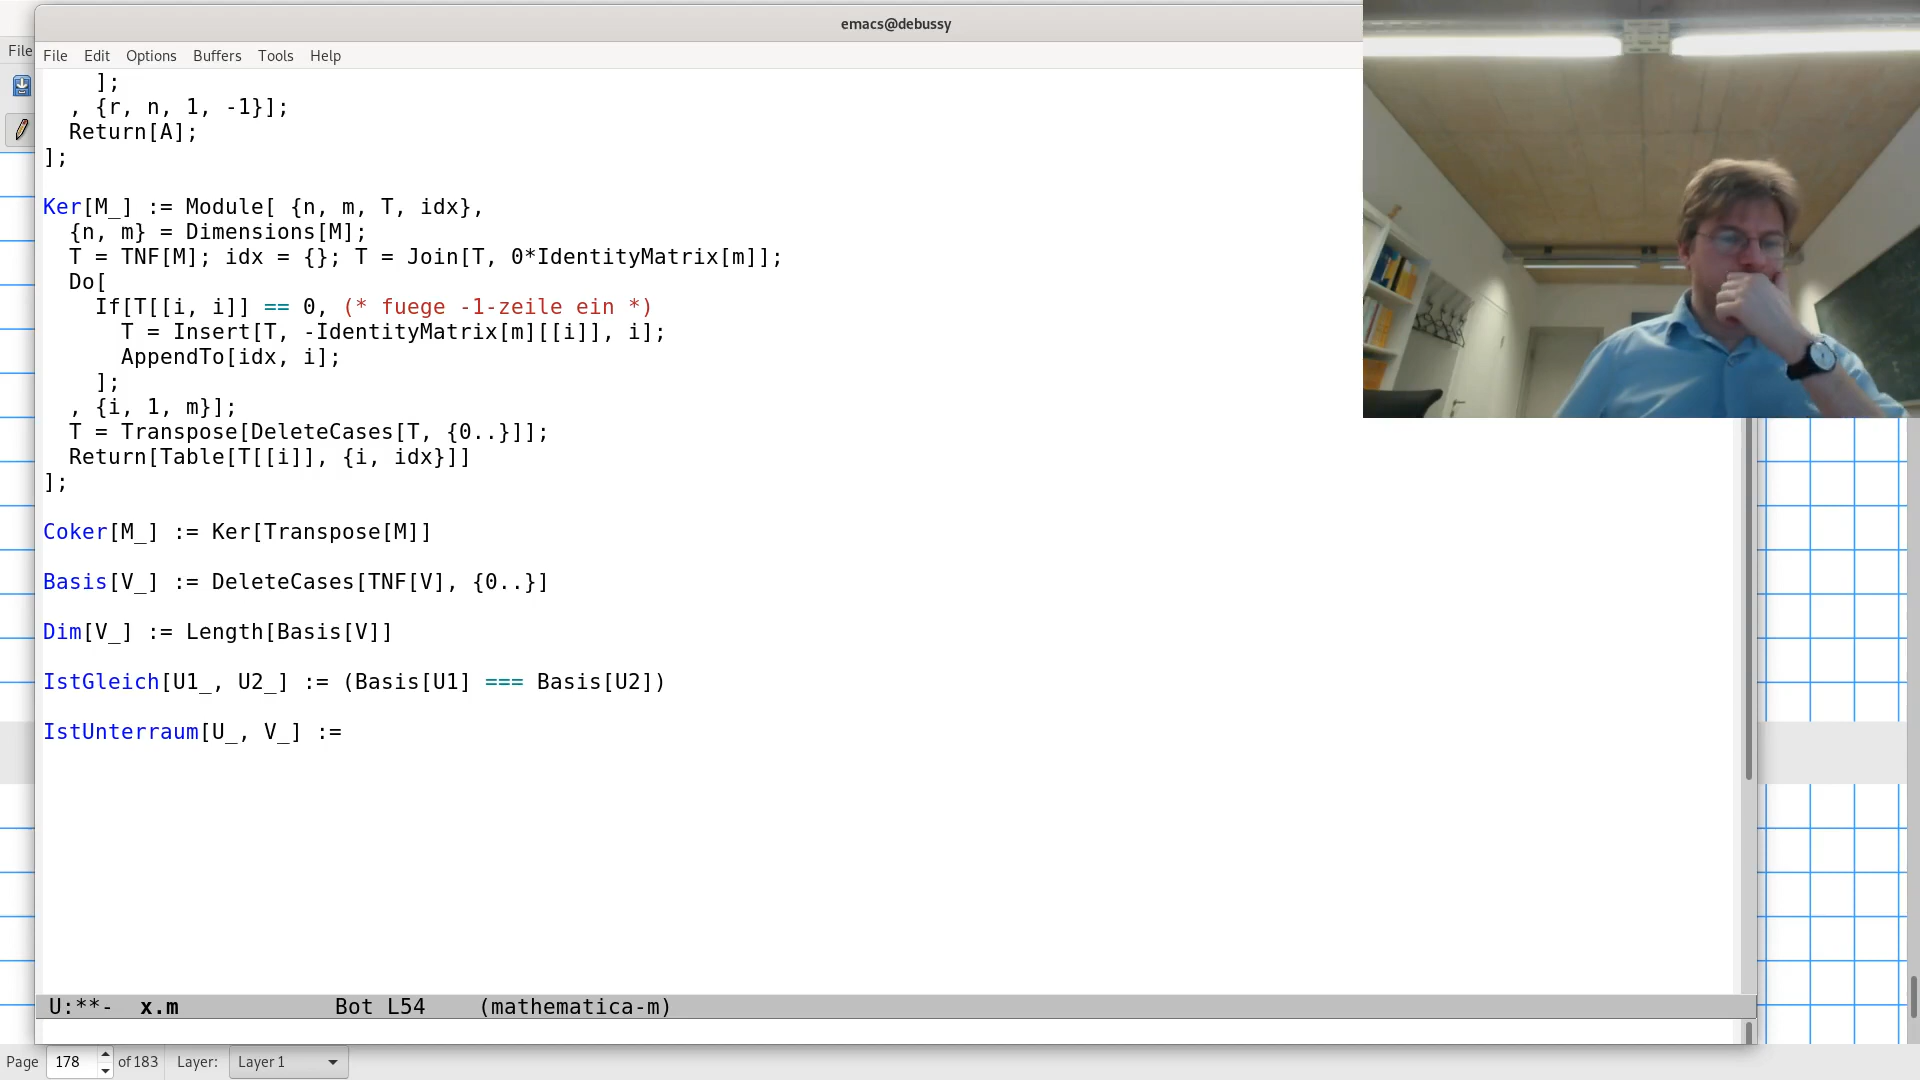 emacs@debussy
File
File Edit Options Buffers Tools Help
    ];
  , {r, n, 1, -1}];
  Return[A];
];
Ker[M_] := Module[ {n, m, T, idx},
  {n, m} = Dimensions[M];
  T = TNF[M]; idx = {}; T = Join[T, 0*IdentityMatrix[m]];
  Do[
    If[T[[i, i]] == 0, (* fuege -1-zeile ein *)
      T = Insert[T, -IdentityMatrix[m][[i]], i];
      AppendTo[idx, i];
    ];
  , {i, 1, m}];
  T = Transpose[DeleteCases[T, {0..}]];
  Return[Table[T[[i]], {i, idx}]]
];
Coker[M_] := Ker[Transpose[M]]
Basis[V_] := DeleteCases[TNF[V], {0..}]
Dim[V_] := Length[Basis[V]]
IstGleich[U1_, U2_] := (Basis[U1] === Basis[U2])
IstUnterraum[U_, V_] :=
U:**-  x.m            Bot L54    (mathematica-m)
Page 178 of 183 Layer: Layer 1